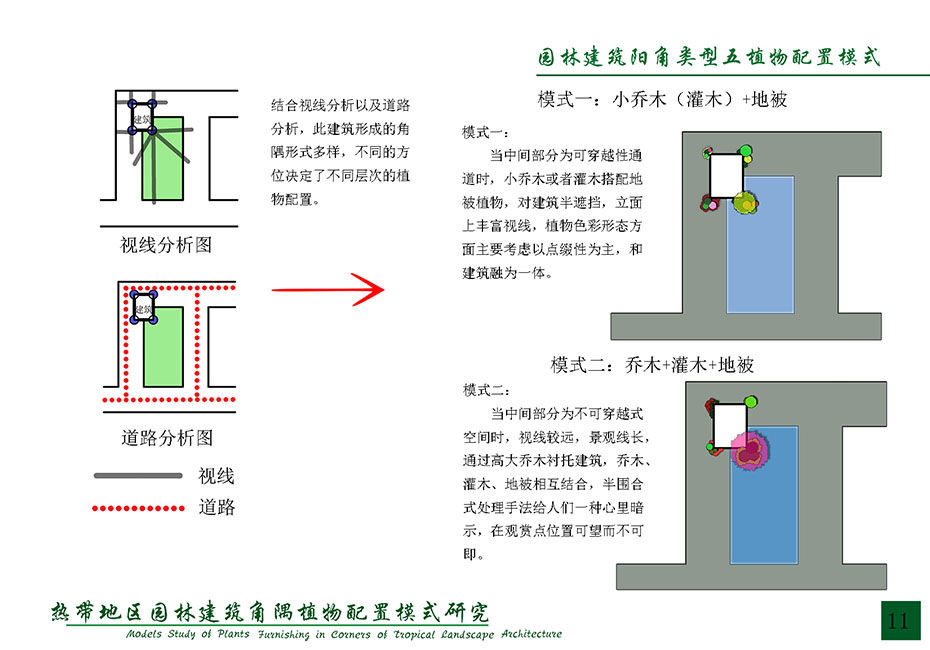 园林建筑阳角类型五植物配置模式
建筑
视线分析图
建筑
道路分析图
视线
道路
结合视线分析以及道路
分析，此建筑形成的角
隅形式多样，不同的方
位决定了不同层次的植
物配置。
模式一：小乔木（灌木）+地被
模式一：
当中间部分为可穿越性通
道时，小乔木或者灌木搭配地
被植物，对建筑半遮挡，立面
上丰富视线，植物色彩形态方
面主要考虑以点缀性为主，和
建筑融为一体。
模式二：乔木+灌木+地被
模式二：
当中间部分为不可穿越式
空间时，视线较远，景观线长，
通过高大乔木衬托建筑，乔木、
灌木、地被相互结合，半围合
式处理手法给人们一种心里暗
示，在观赏点位置可望而不可
即。
热带地区园林建筑角隅植物配置模式研究
Models Study of Plants Furnishing in Corners of Tropical Landscape Architecture
11